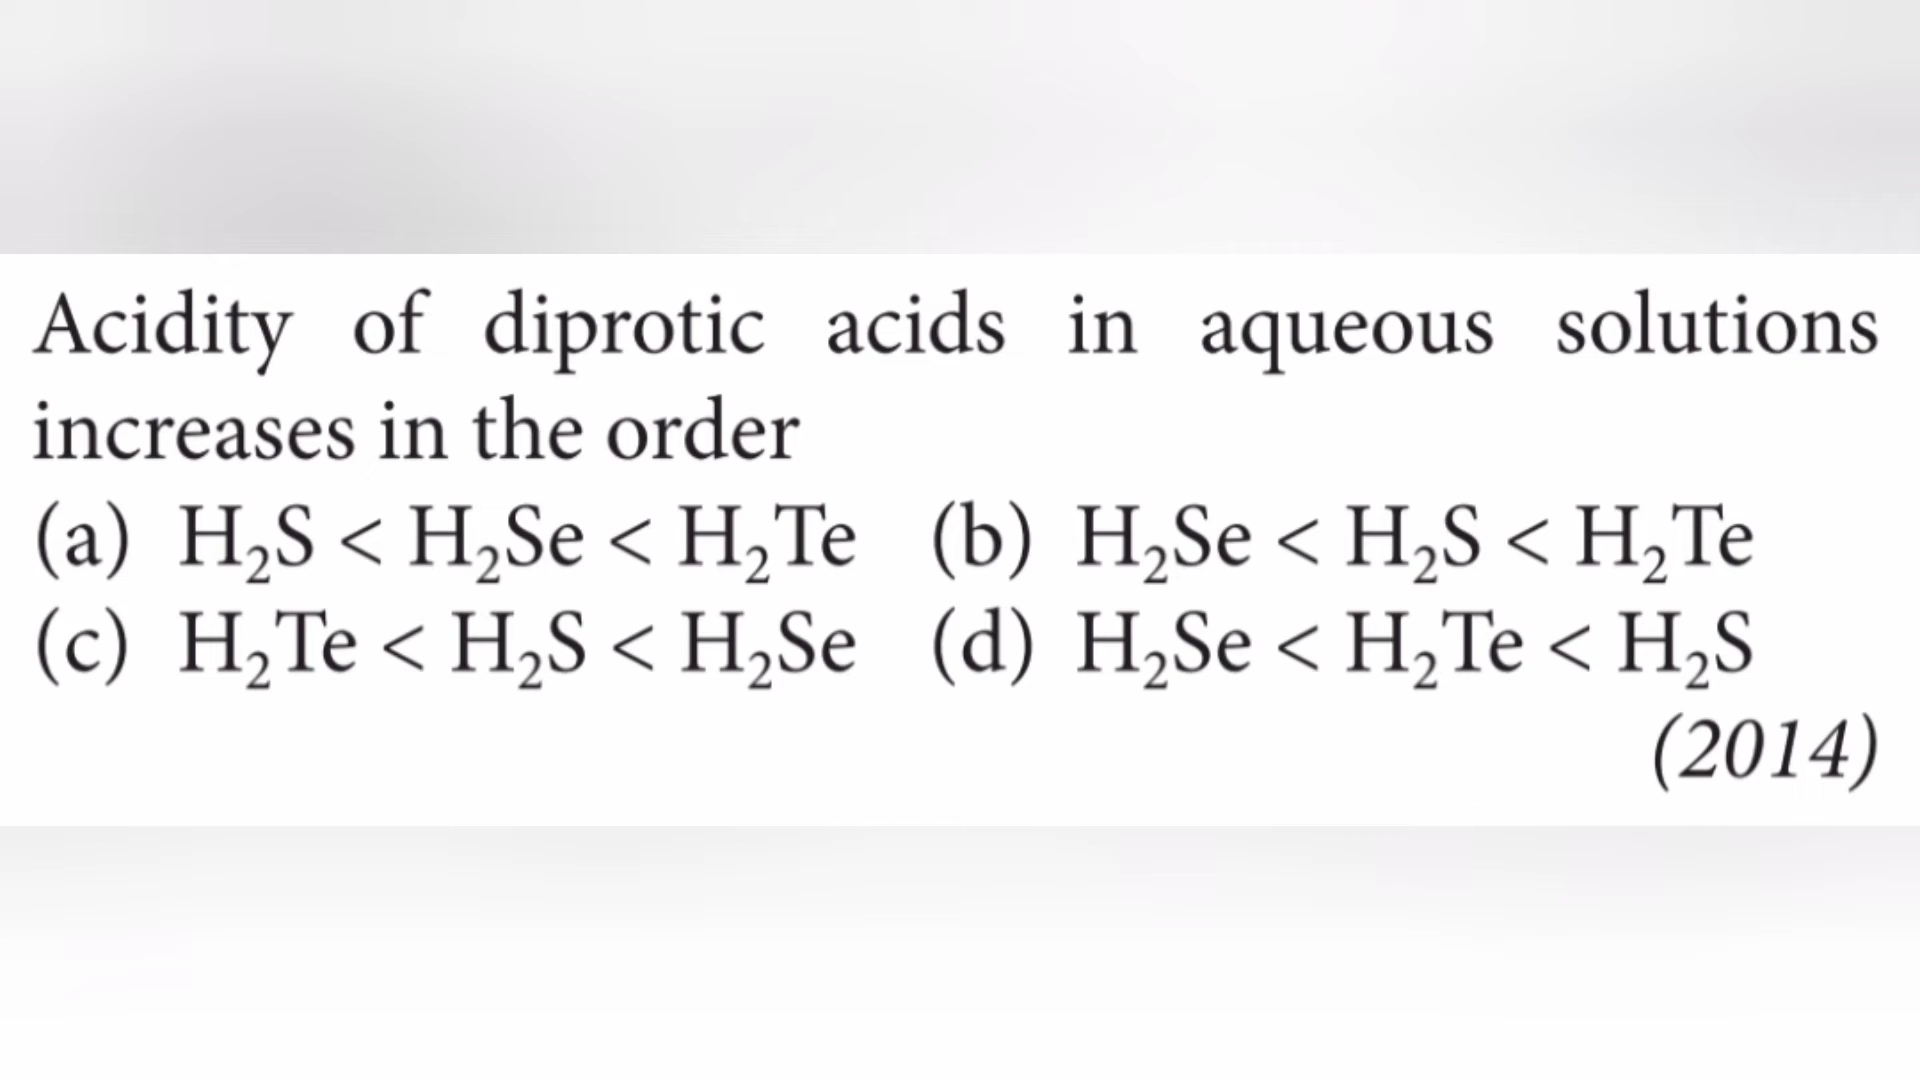 Acidity of diprotic acids in aqueous solutions
increases in the order
(a) H₂S < H₂Se < H₂Te (b) H₂Se < H₂S < H₂Te
(c) H₂Te < H₂S < H₂Se (d) H₂Se < H₂Te < H₂S
(2014)